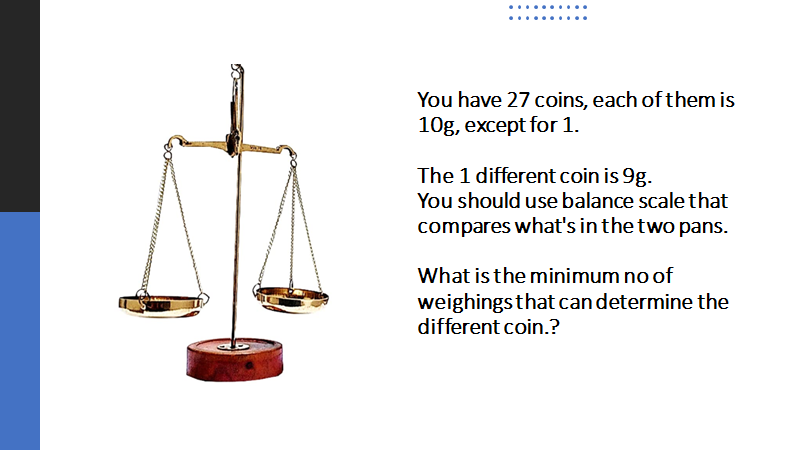 You have 27 coins, each of them is
10g, except for 1.
The 1 different coin is 9g.
You should use balance scale that
compares what's in the two pans.
What is the minimum no of
weighings that can determine the
different coin.?